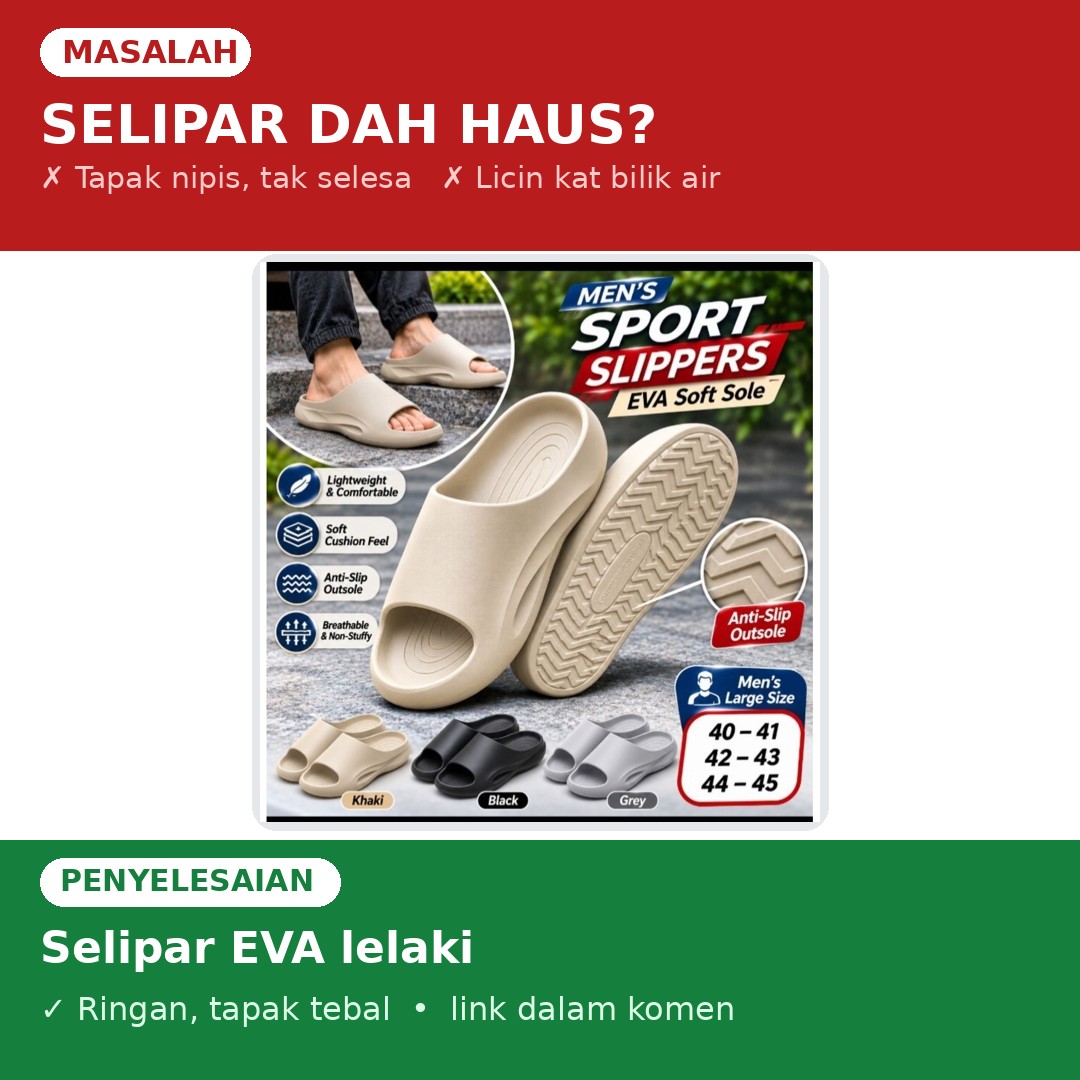 MASALAH
SELIPAR DAH HAUS?
✗ Tapak nipis, tak selesa ✗ Licin kat bilik air
MEN'S
SPORT
SLIPPERS
EVA Soft Sole
Lightweight
& Comfortable
Soft
Cushion Feel
Anti-Slip
Outsole
Breathable
& Non-Stuffy
Anti-Slip
Outsole
Men's
Large Size
40 – 41
42 – 43
44 – 45
Khaki
Black
Grey
PENYELESAIAN
Selipar EVA lelaki
✓ Ringan, tapak tebal • link dalam komen